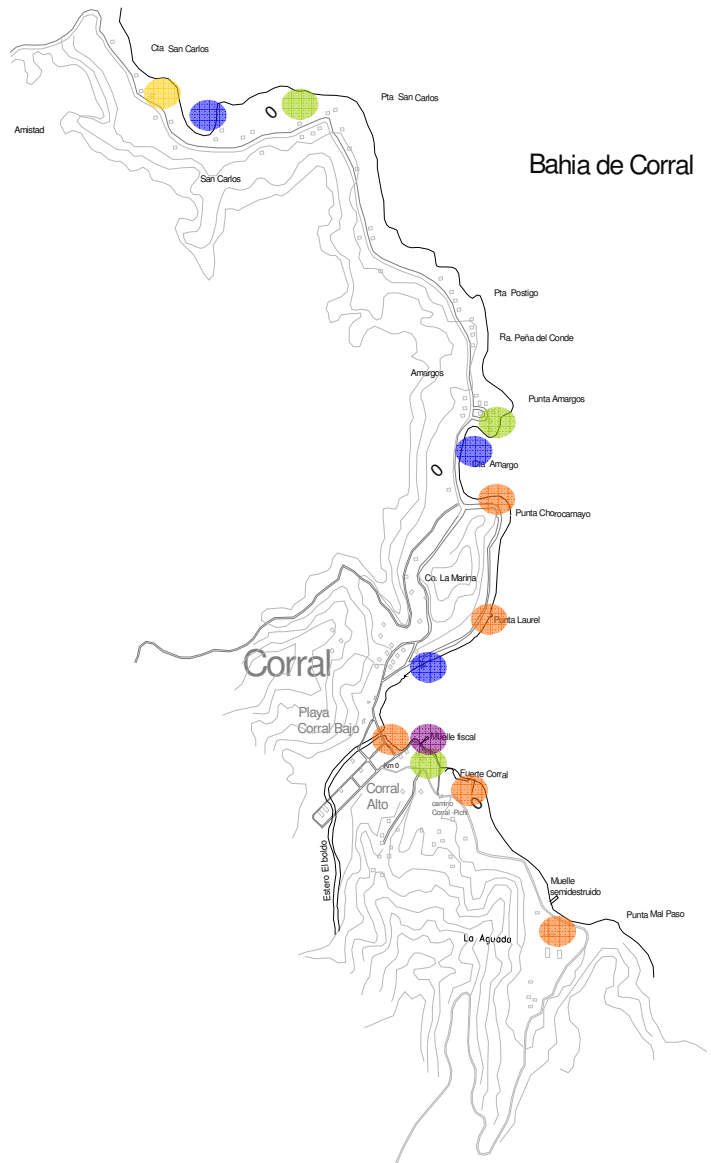 Cta San Carlos
Pta San Carlos
Amistad
Bahia de Corral
San Carlos
Pta Postigo
Ra. Peña del Conde
Amargos
Punta Amargos
Cta Amargo
Punta Chorocamayo
Co. La Marina
Punta Laurel
Corral
Playa
Corral Bajo
Muelle fiscal
Km 0
Fuerte Corral
Corral
Alto
camino
Corral - Pichi
Estero El boldo
Muelle
semidestruido
Punta Mal Paso
La Aguada